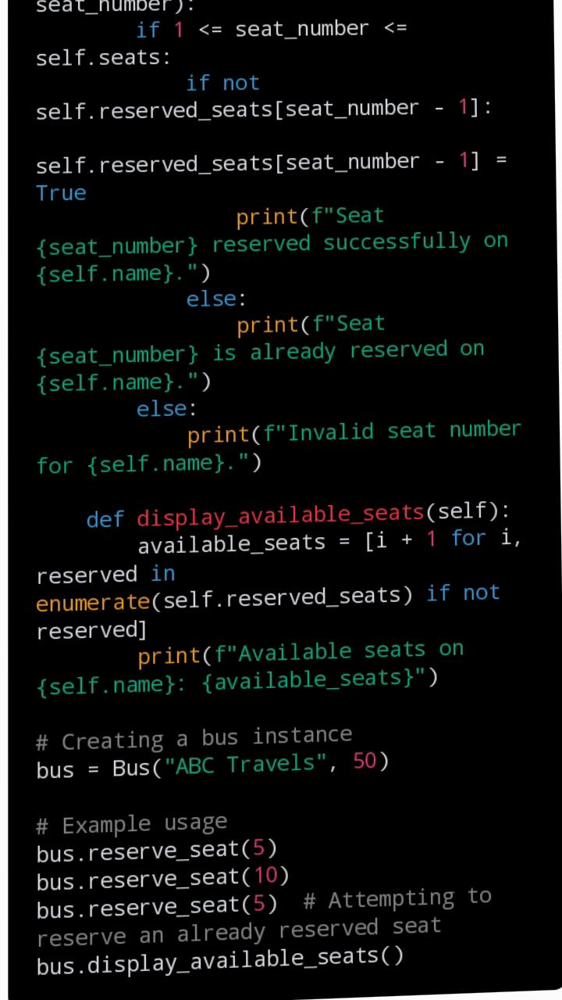 seat_number):
        if 1 <= seat_number <=
self.seats:
            if not
self.reserved_seats[seat_number - 1]:

self.reserved_seats[seat_number - 1] =
True
                print(f"Seat
{seat_number} reserved successfully on
{self.name}.")
            else:
                print(f"Seat
{seat_number} is already reserved on
{self.name}.")
        else:
            print(f"Invalid seat number
for {self.name}.")

    def display_available_seats(self):
        available_seats = [i + 1 for i,
reserved in
enumerate(self.reserved_seats) if not
reserved]
        print(f"Available seats on
{self.name}: {available_seats}")

# Creating a bus instance
bus = Bus("ABC Travels", 50)

# Example usage
bus.reserve_seat(5)
bus.reserve_seat(10)
bus.reserve_seat(5)  # Attempting to
reserve an already reserved seat
bus.display_available_seats()